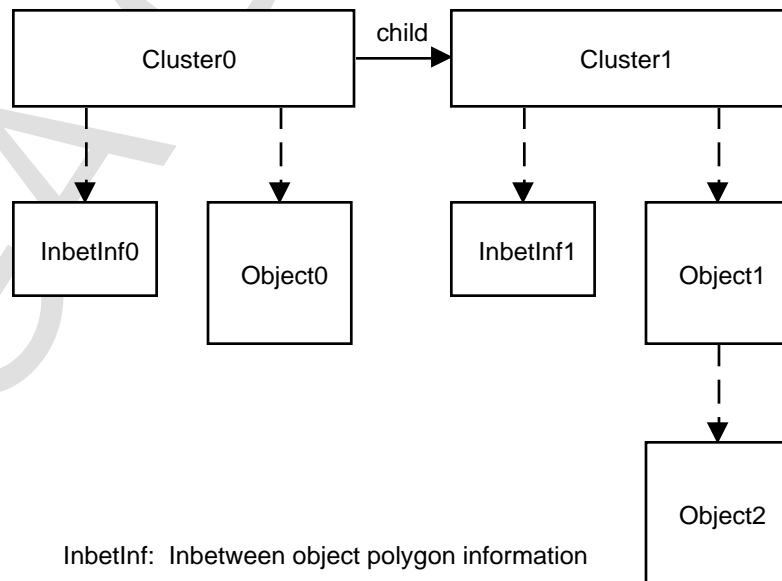 child
Cluster0
Cluster1
InbetInf0
Object0
InbetInf1
Object1
Object2
InbetInf: Inbetween object polygon information